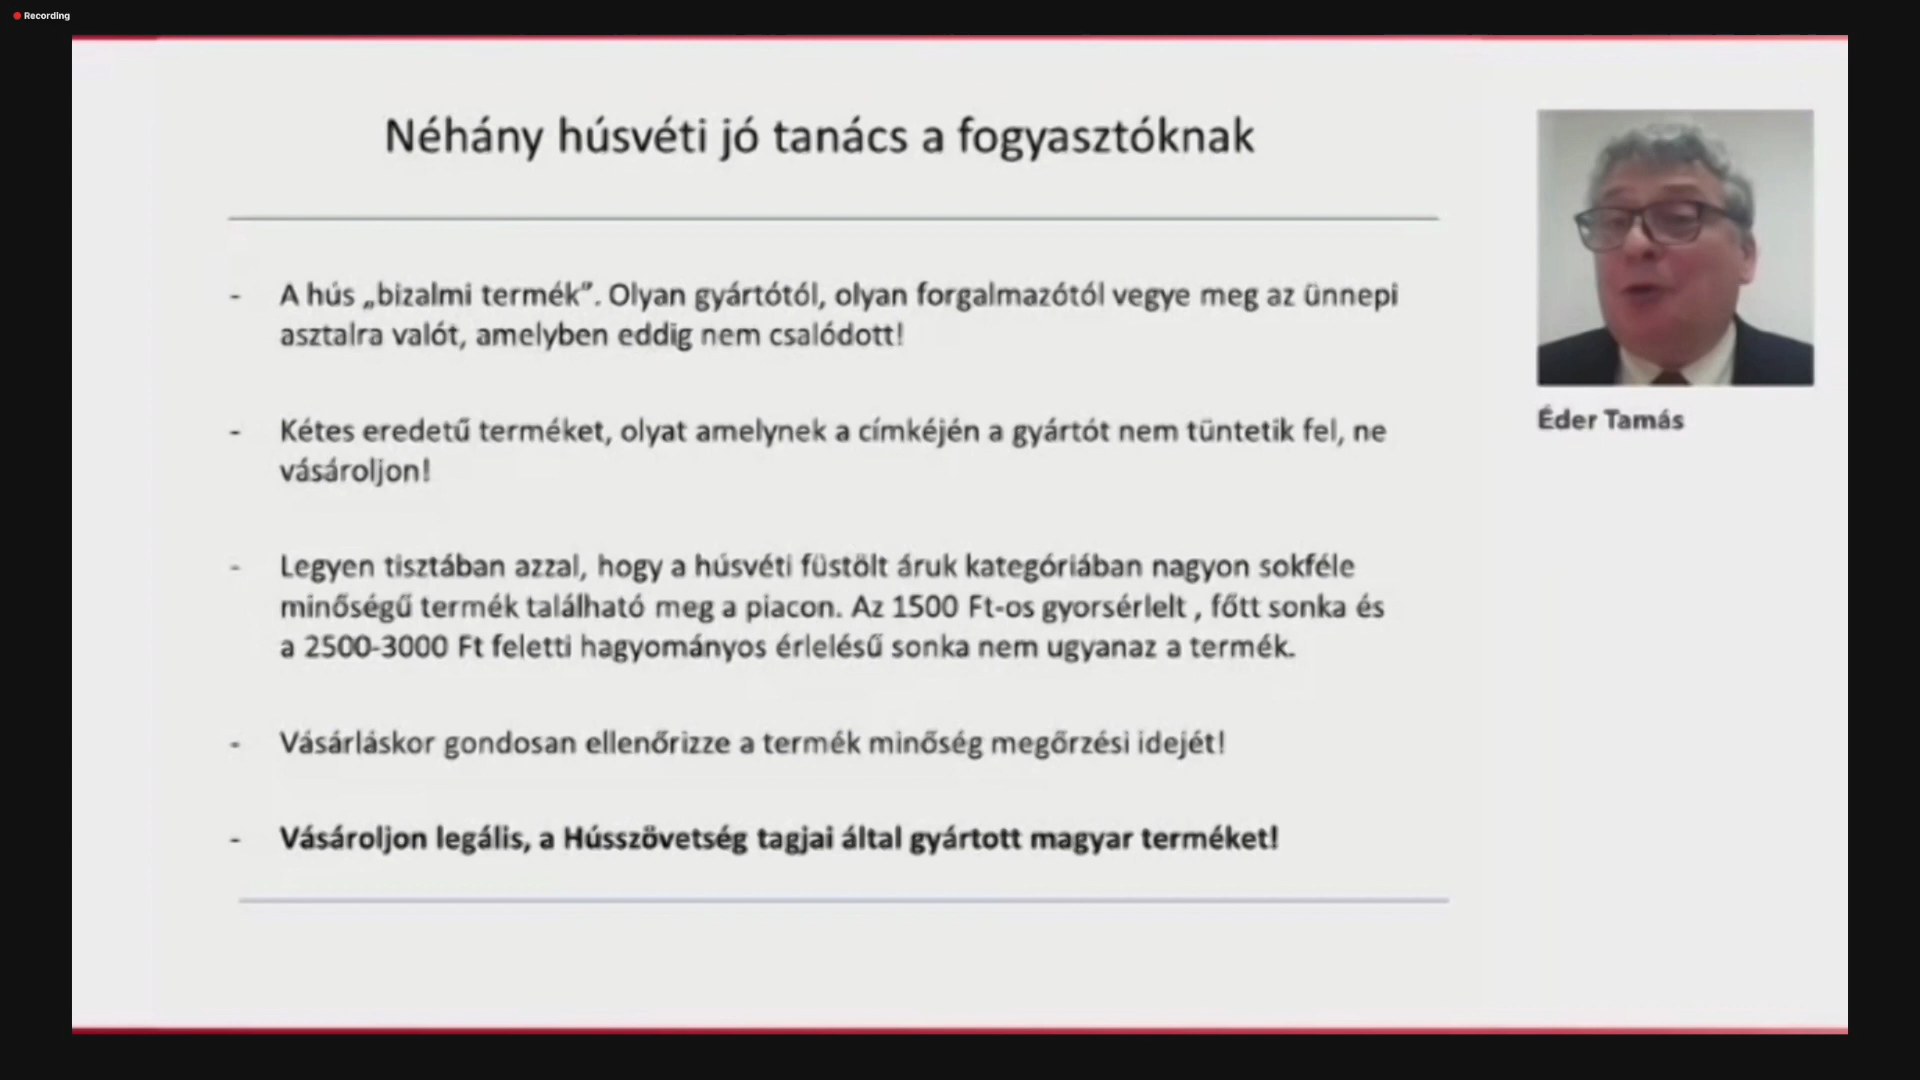 Recording
Néhány húsvéti jó tanács a fogyasztóknak
- A hús „bizalmi termék”. Olyan gyártótól, olyan forgalmazótól vegye meg az ünnepi
asztalra valót, amelyben eddig nem csalódott!
- Kétes eredetű terméket, olyat amelynek a címkéjén a gyártót nem tüntetik fel, ne
vásároljon!
- Legyen tisztában azzal, hogy a húsvéti füstölt áruk kategóriában nagyon sokféle
minőségű termék található meg a piacon. Az 1500 Ft-os gyorsérlelt , főtt sonka és
a 2500-3000 Ft feletti hagyományos érlelésű sonka nem ugyanaz a termék.
- Vásárláskor gondosan ellenőrizze a termék minőség megőrzési idejét!
- Vásároljon legális, a Hússzövetség tagjai által gyártott magyar terméket!
Éder Tamás